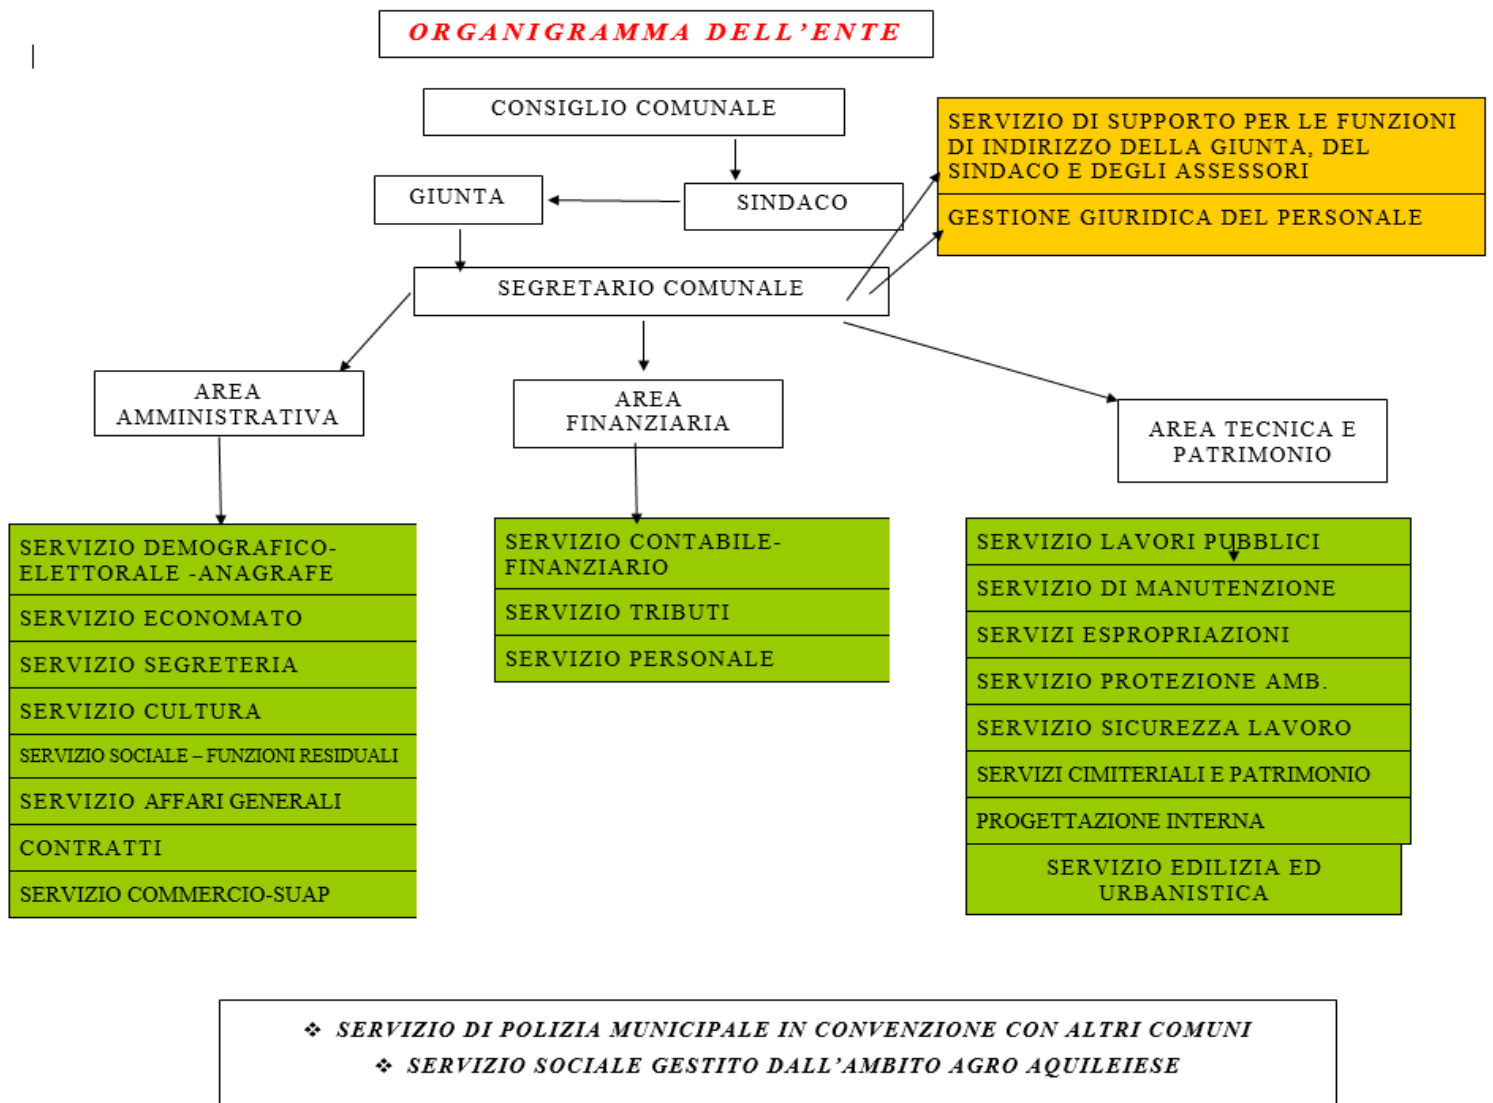 ORGANIGRAMMA DELL'ENTE
CONSIGLIO COMUNALE
SERVIZIO DI SUPPORTO PER LE FUNZIONI
DI INDIRIZZO DELLA GIUNTA, DEL
SINDACO E DEGLI ASSESSORI
GESTIONE GIURIDICA DEL PERSONALE
GIUNTA
SINDACO
SEGRETARIO COMUNALE
AREA
AMMINISTRATIVA
AREA
FINANZIARIA
AREA TECNICA E
PATRIMONIO
SERVIZIO DEMOGRAFICO-
ELETTORALE -ANAGRAFE
SERVIZIO ECONOMATO
SERVIZIO SEGRETERIA
SERVIZIO CULTURA
SERVIZIO SOCIALE – FUNZIONI RESIDUALI
SERVIZIO AFFARI GENERALI
CONTRATTI
SERVIZIO COMMERCIO-SUAP
SERVIZIO CONTABILE-
FINANZIARIO
SERVIZIO TRIBUTI
SERVIZIO PERSONALE
SERVIZIO LAVORI PUBBLICI
SERVIZIO DI MANUTENZIONE
SERVIZI ESPROPRIAZIONI
SERVIZIO PROTEZIONE AMB.
SERVIZIO SICUREZZA LAVORO
SERVIZI CIMITERIALI E PATRIMONIO
PROGETTAZIONE INTERNA
SERVIZIO EDILIZIA ED
URBANISTICA
❖ SERVIZIO DI POLIZIA MUNICIPALE IN CONVENZIONE CON ALTRI COMUNI
❖ SERVIZIO SOCIALE GESTITO DALL'AMBITO AGRO AQUILEIESE